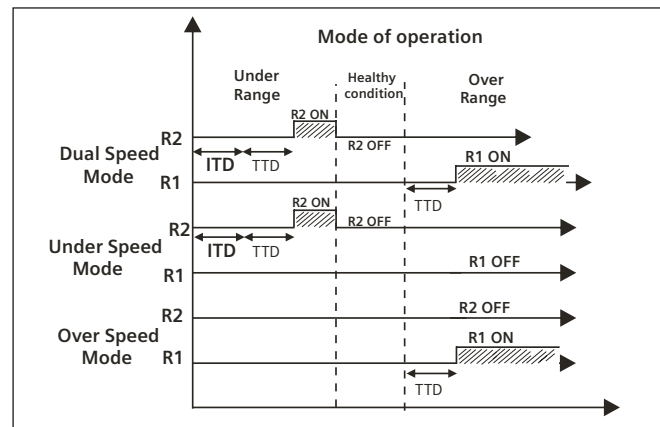 Mode of operation
Under
Range
Healthy
condition
Over
Range
R2 ON
R2
R2 OFF
ITD
TTD
Dual Speed
Mode
R1 ON
R1
TTD
R2 ON
R2
R2 OFF
ITD
TTD
Under Speed
Mode
R1 OFF
R1
R2 OFF
R2
Over Speed
Mode
R1 ON
R1
TTD